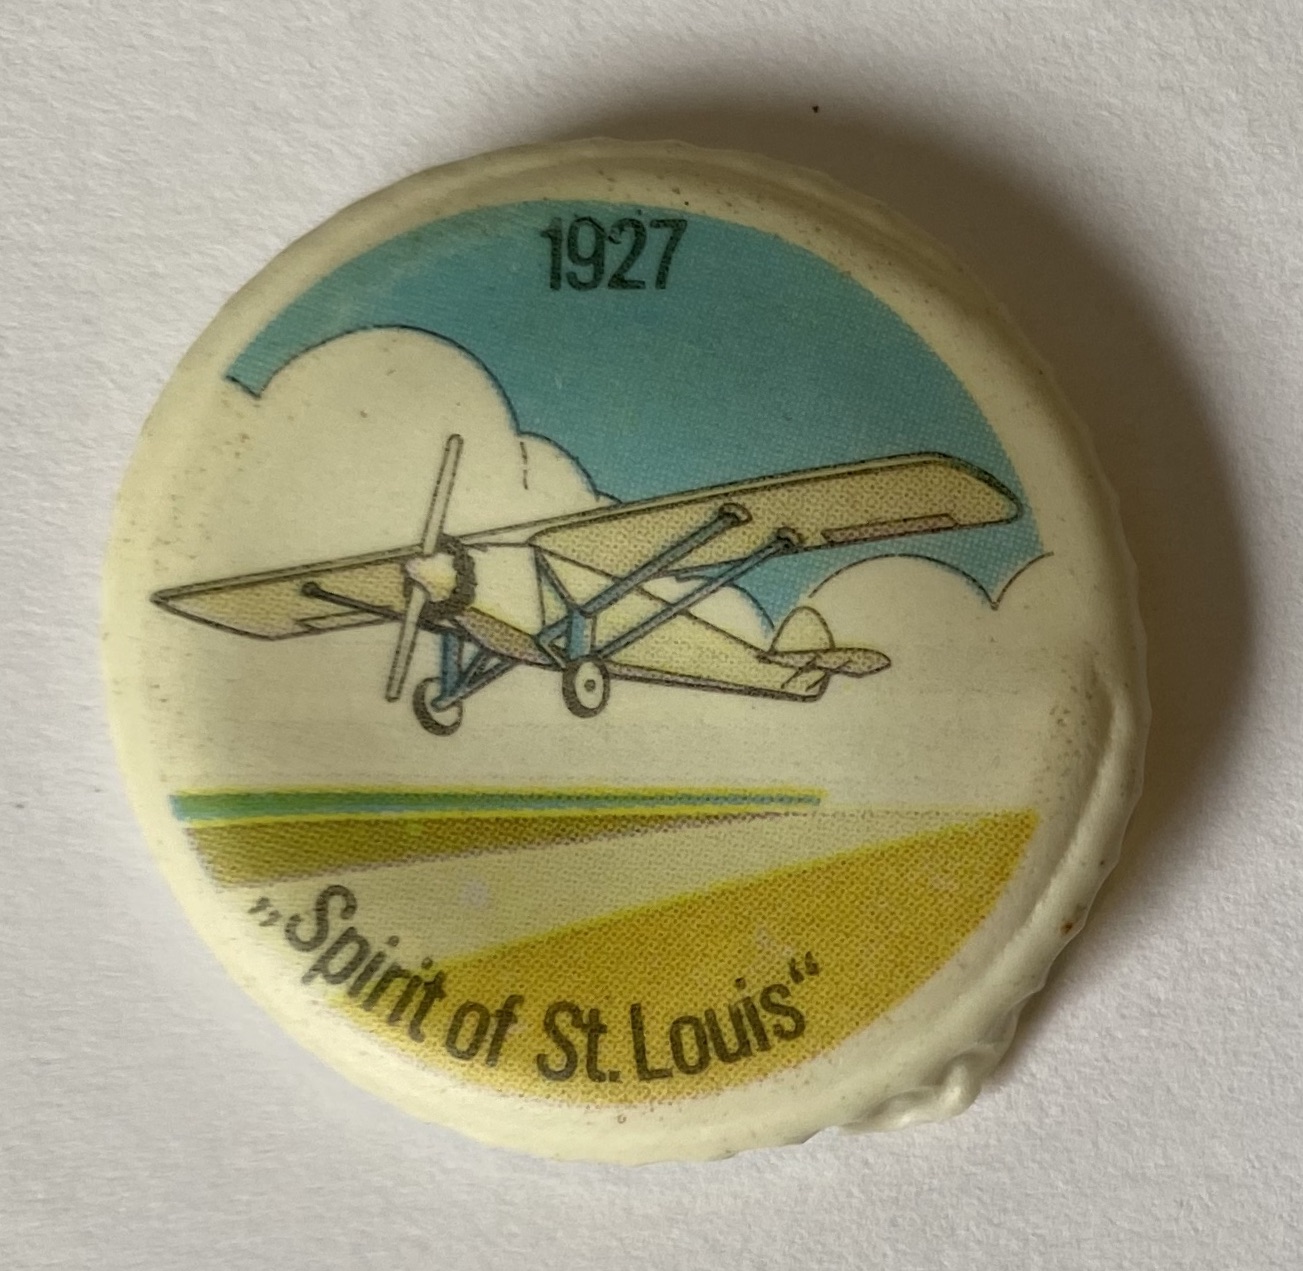 1927
„Spirit of St. Louis“